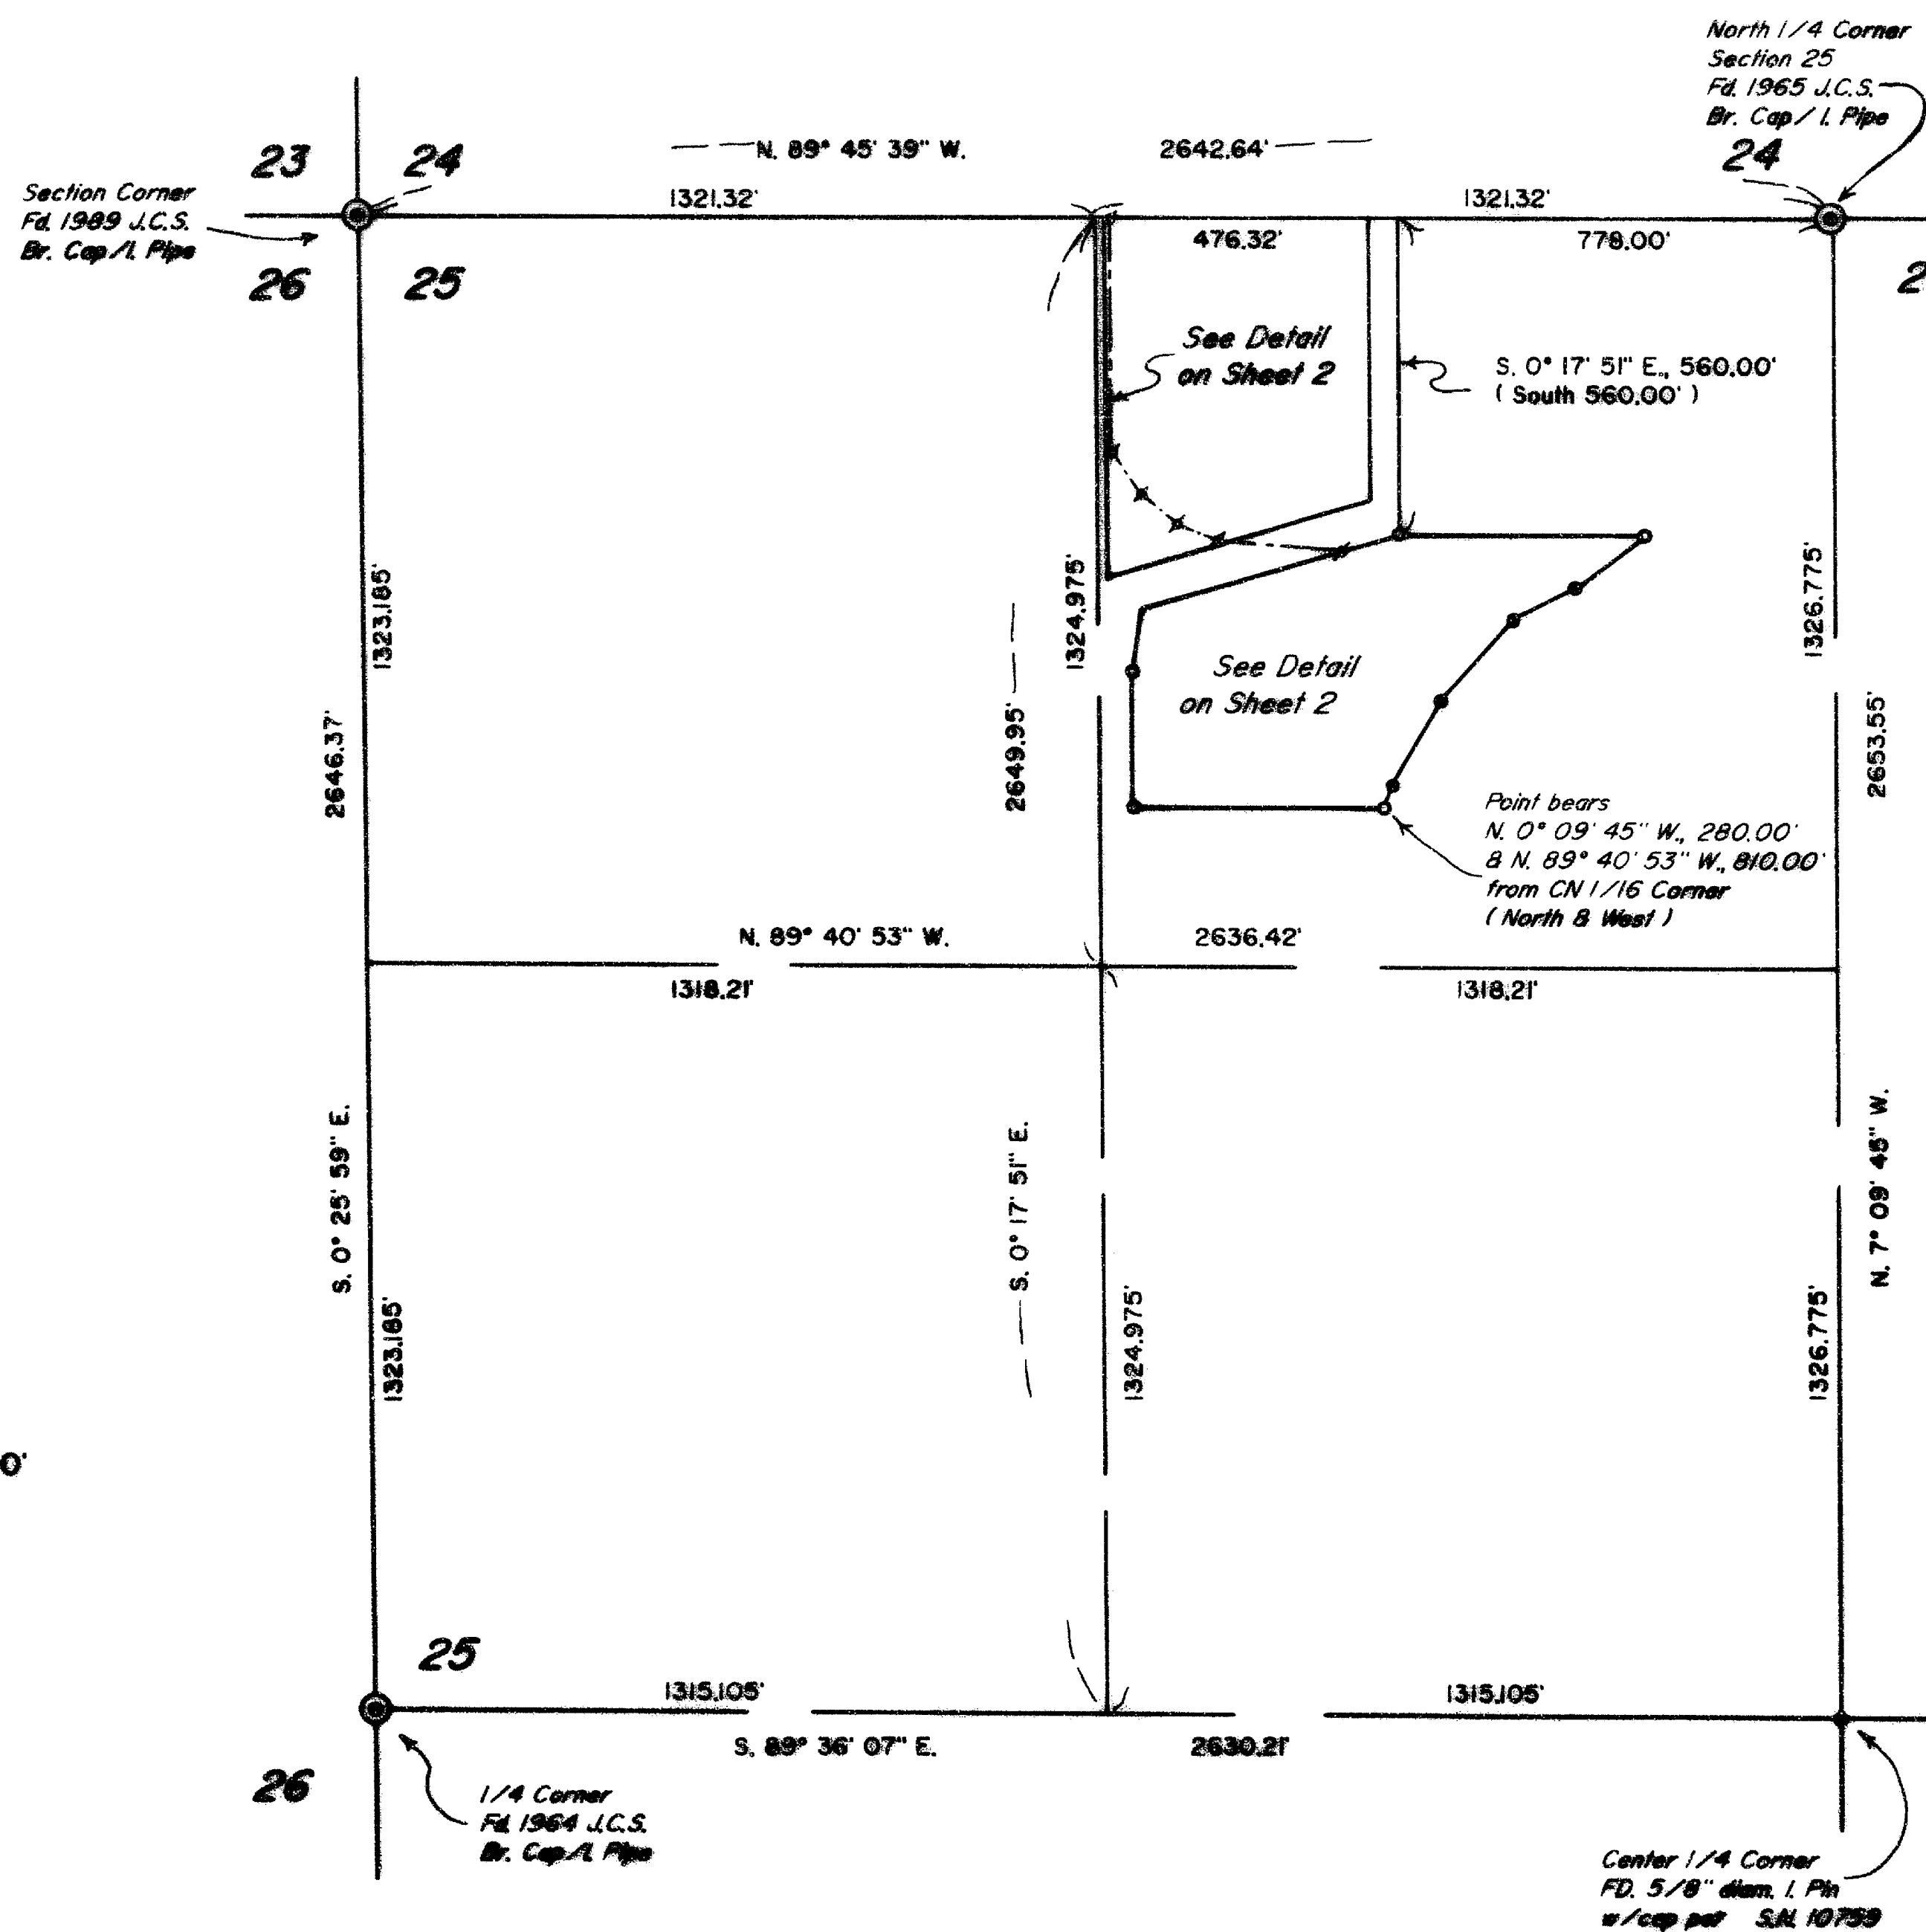 North 1/4 Corner
Section 25
Fd. 1965 J.C.S.
Br. Cap / I. Pipe
23 24
N. 89° 45' 39" W. 2642.64'
24
Section Corner
Fd. 1989 J.C.S.
Br. Cap / I. Pipe
1321.32' 1321.32'
476.32' 778.00'
26 25
See Detail
on Sheet 2
S. 0° 17' 51" E., 560.00'
( South 560.00' )
1323.185'
1324.975'
1326.775'
See Detail
on Sheet 2
2646.37'
2649.95'
2653.55'
Point bears
N. 0° 09' 45" W., 280.00'
& N. 89° 40' 53" W., 810.00'
from CN 1/16 Corner
( North & West )
N. 89° 40' 53" W. 2636.42'
1318.21' 1318.21'
S. 0° 25' 59" E.
S. 0° 17' 51" E.
N. 7° 09' 45" W.
1323.185'
1324.975'
1326.775'
0'
25
1315.105' 1315.105'
S. 89° 36' 07" E. 2630.21'
26
1/4 Corner
Fd. 1964 J.C.S.
Br. Cap / I. Pipe
Center 1/4 Corner
FD. 5/8" diam. I. Pin
w/cap per S.N. 10759